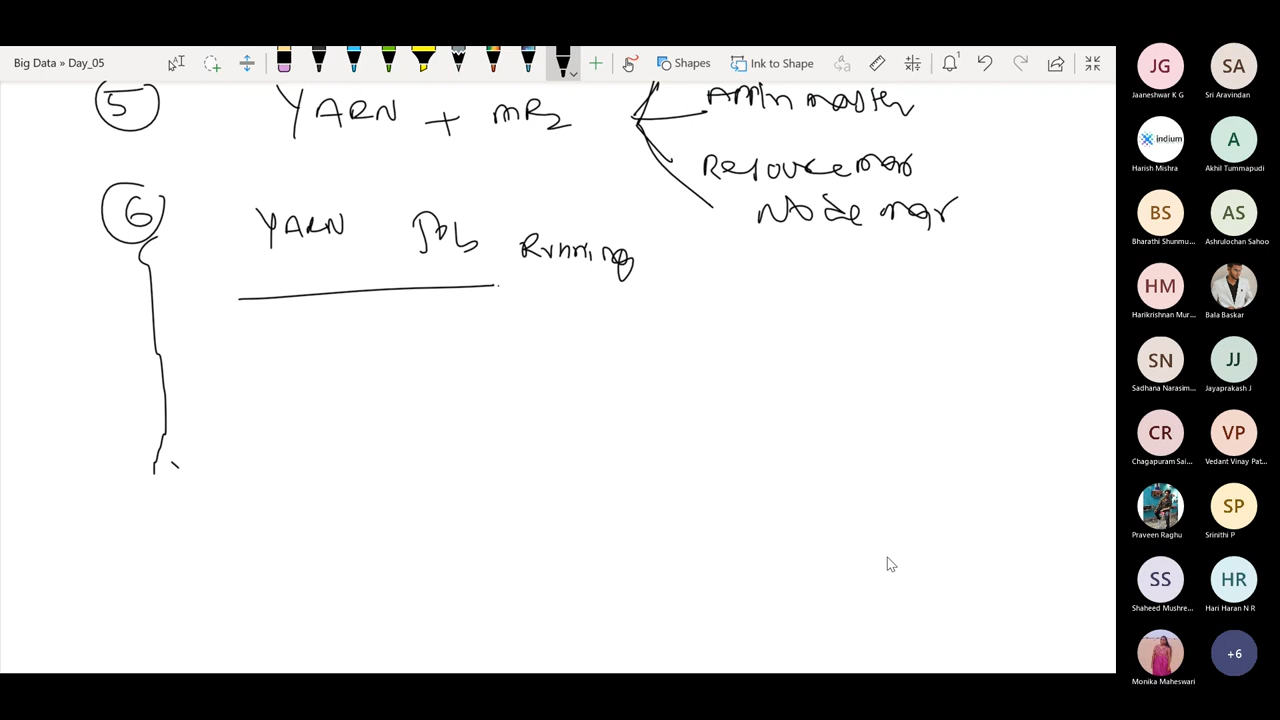 Big Data » Day_05
Shapes
Ink to Shape
5
YARN + MR2
Appln master
Resource man
Node mgr
6
YARN Job Running
JG
Jaaneshwar K G
SA
Sri Aravindan
indium
Harish Mishra
A
Akhil Tummapudi
BS
Bharathi Shunmu...
AS
Ashrulochan Sahoo
HM
Harikrishnan Mur...
Bala Baskar
SN
Sadhana Narasim...
JJ
Jayaprakash J
CR
Chagapuram Sai...
VP
Vedant Vinay Pat...
Praveen Raghu
SP
Srinithi P
SS
Shaheed Mushre...
HR
Hari Haran N R
Monika Maheswari
+6